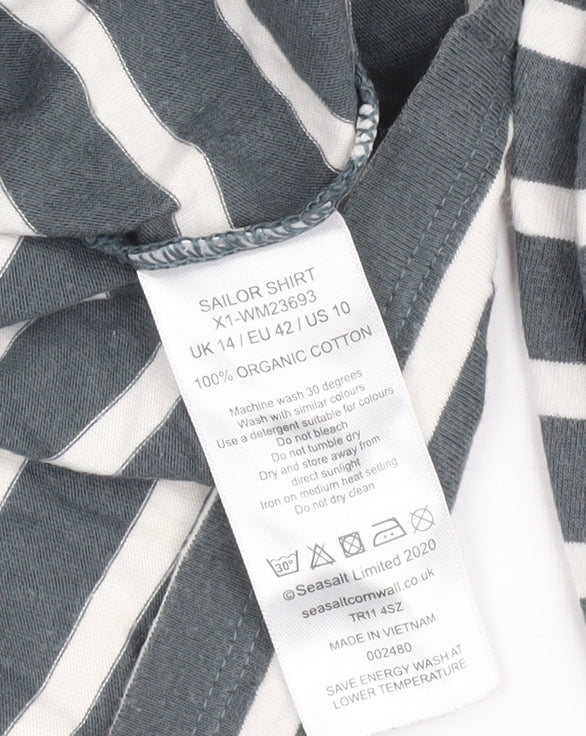 SAILOR SHIRT
X1-WM23693
UK 14 / EU 42 / US 10
100% ORGANIC COTTON
Machine wash 30 degrees
Wash with similar colours
Use a detergent suitable for colours
Do not bleach
Do not tumble dry
Dry and store away from
direct sunlight
Iron on medium heat setting
Do not dry clean
30°
©Seasalt Limited 2020
seasaltcornwall.co.uk
TR11 4SZ
MADE IN VIETNAM
002480
SAVE ENERGY WASH AT
LOWER TEMPERATURE